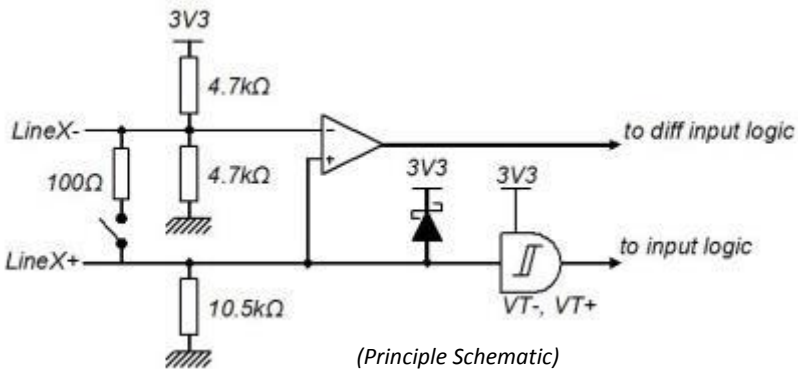 3V3
4.7kΩ
LineX-
to diff input logic
100Ω
4.7kΩ
3V3
3V3
LineX+
to input logic
10.5kΩ
VT-, VT+
(Principle Schematic)